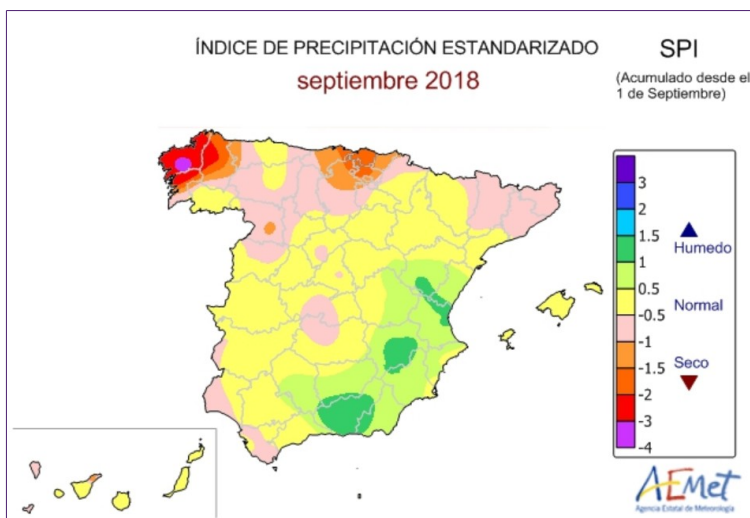 ÍNDICE DE PRECIPITACIÓN ESTANDARIZADO
septiembre 2018
SPI
(Acumulado desde el
1 de Septiembre)
3
2
1.5
1
0.5
-0.5
-1
-1.5
-2
-3
-4
Humedo
Normal
Seco
AEMet
Agencia Estatal de Meteorología